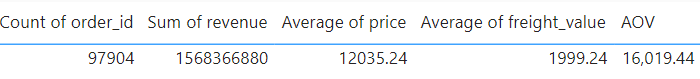 Count of order_id Sum of revenue Average of price Average of freight_value AOV
97904 1568366880 12035.24 1999.24 16,019.44